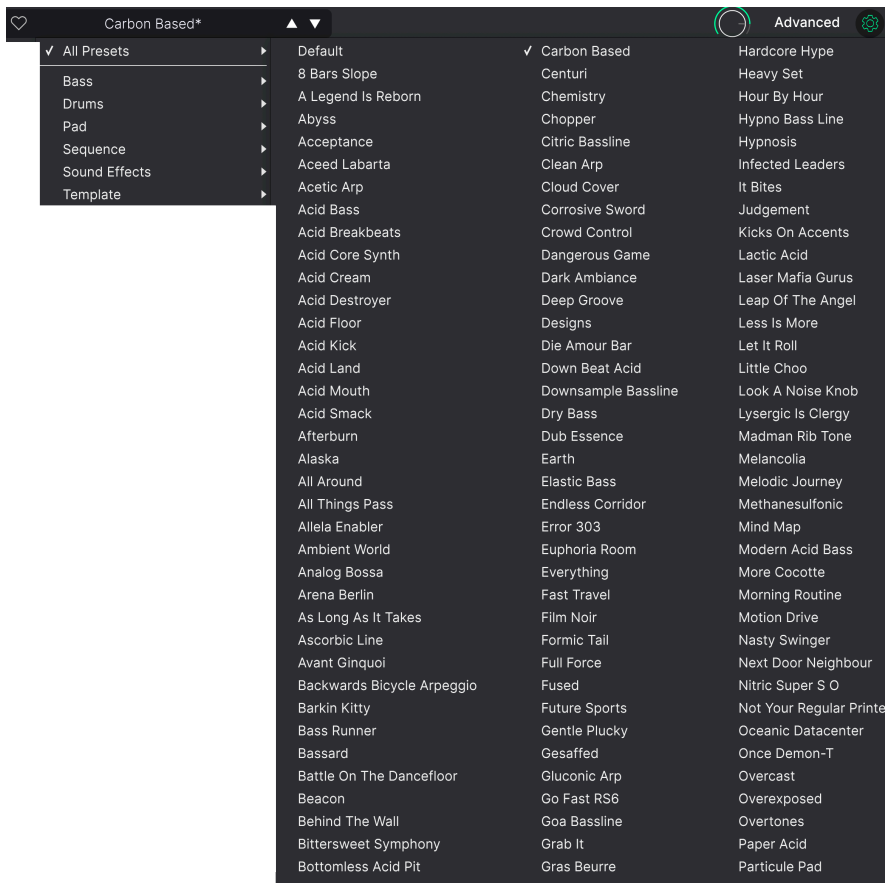 Carbon Based*
Advanced
All Presets
Bass
Drums
Pad
Sequence
Sound Effects
Template
Default
8 Bars Slope
A Legend Is Reborn
Abyss
Acceptance
Aceed Labarta
Acetic Arp
Acid Bass
Acid Breakbeats
Acid Core Synth
Acid Cream
Acid Destroyer
Acid Floor
Acid Kick
Acid Land
Acid Mouth
Acid Smack
Afterburn
Alaska
All Around
All Things Pass
Allela Enabler
Ambient World
Analog Bossa
Arena Berlin
As Long As It Takes
Ascorbic Line
Avant Ginquoi
Backwards Bicycle Arpeggio
Barkin Kitty
Bass Runner
Bassard
Battle On The Dancefloor
Beacon
Behind The Wall
Bittersweet Symphony
Bottomless Acid Pit
Carbon Based
Centuri
Chemistry
Chopper
Citric Bassline
Clean Arp
Cloud Cover
Corrosive Sword
Crowd Control
Dangerous Game
Dark Ambiance
Deep Groove
Designs
Die Amour Bar
Down Beat Acid
Downsample Bassline
Dry Bass
Dub Essence
Earth
Elastic Bass
Endless Corridor
Error 303
Euphoria Room
Everything
Fast Travel
Film Noir
Formic Tail
Full Force
Fused
Future Sports
Gentle Plucky
Gesaffed
Gluconic Arp
Go Fast RS6
Goa Bassline
Grab It
Gras Beurre
Hardcore Hype
Heavy Set
Hour By Hour
Hypno Bass Line
Hypnosis
Infected Leaders
It Bites
Judgement
Kicks On Accents
Lactic Acid
Laser Mafia Gurus
Leap Of The Angel
Less Is More
Let It Roll
Little Choo
Look A Noise Knob
Lysergic Is Clergy
Madman Rib Tone
Melancolia
Melodic Journey
Methanesulfonic
Mind Map
Modern Acid Bass
More Cocotte
Morning Routine
Motion Drive
Nasty Swinger
Next Door Neighbour
Nitric Super S O
Not Your Regular Printe
Oceanic Datacenter
Once Demon-T
Overcast
Overexposed
Overtones
Paper Acid
Particule Pad